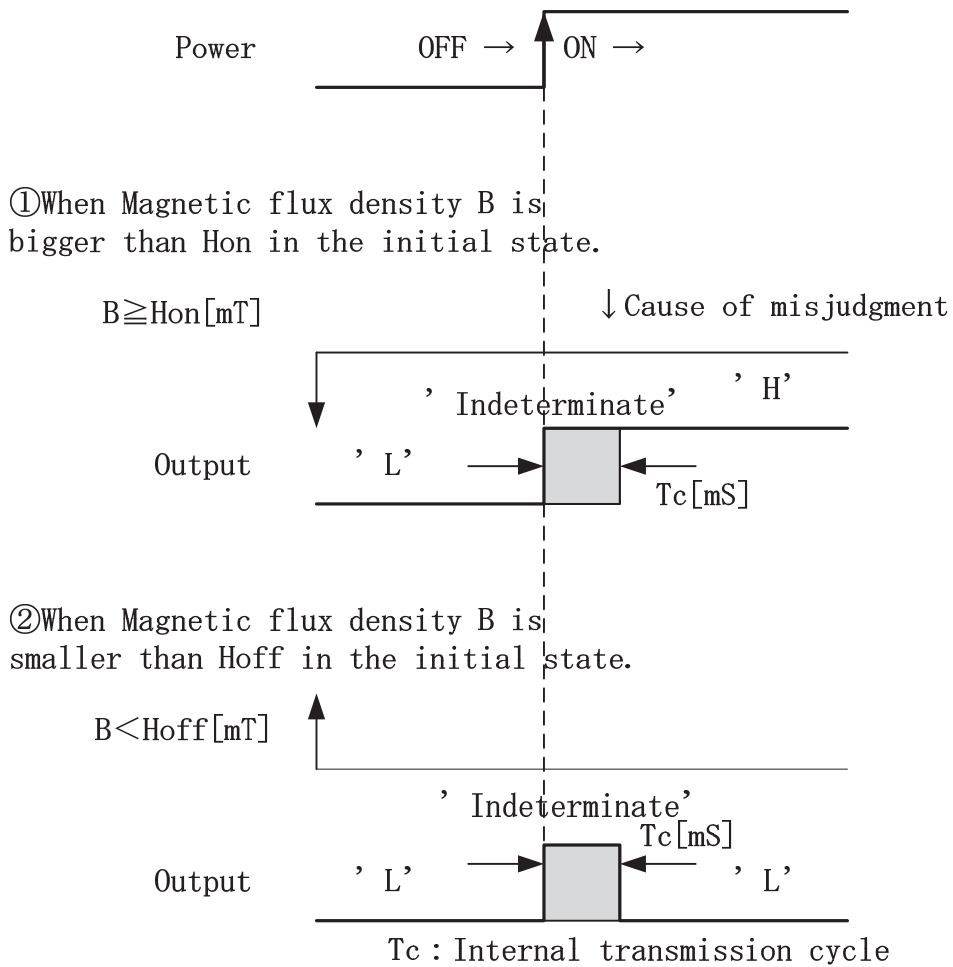 Power OFF → ON →
①When Magnetic flux density B is
bigger than Hon in the initial state.
B≧Hon[mT] ↓Cause of misjudgment
’ Indeterminate’ ’ H’
Output ’ L’ Tc[mS]
②When Magnetic flux density B is
smaller than Hoff in the initial state.
B＜Hoff[mT]
’ Indeterminate’
Tc[mS]
Output ’ L’ ’ L’
Tc：Internal transmission cycle